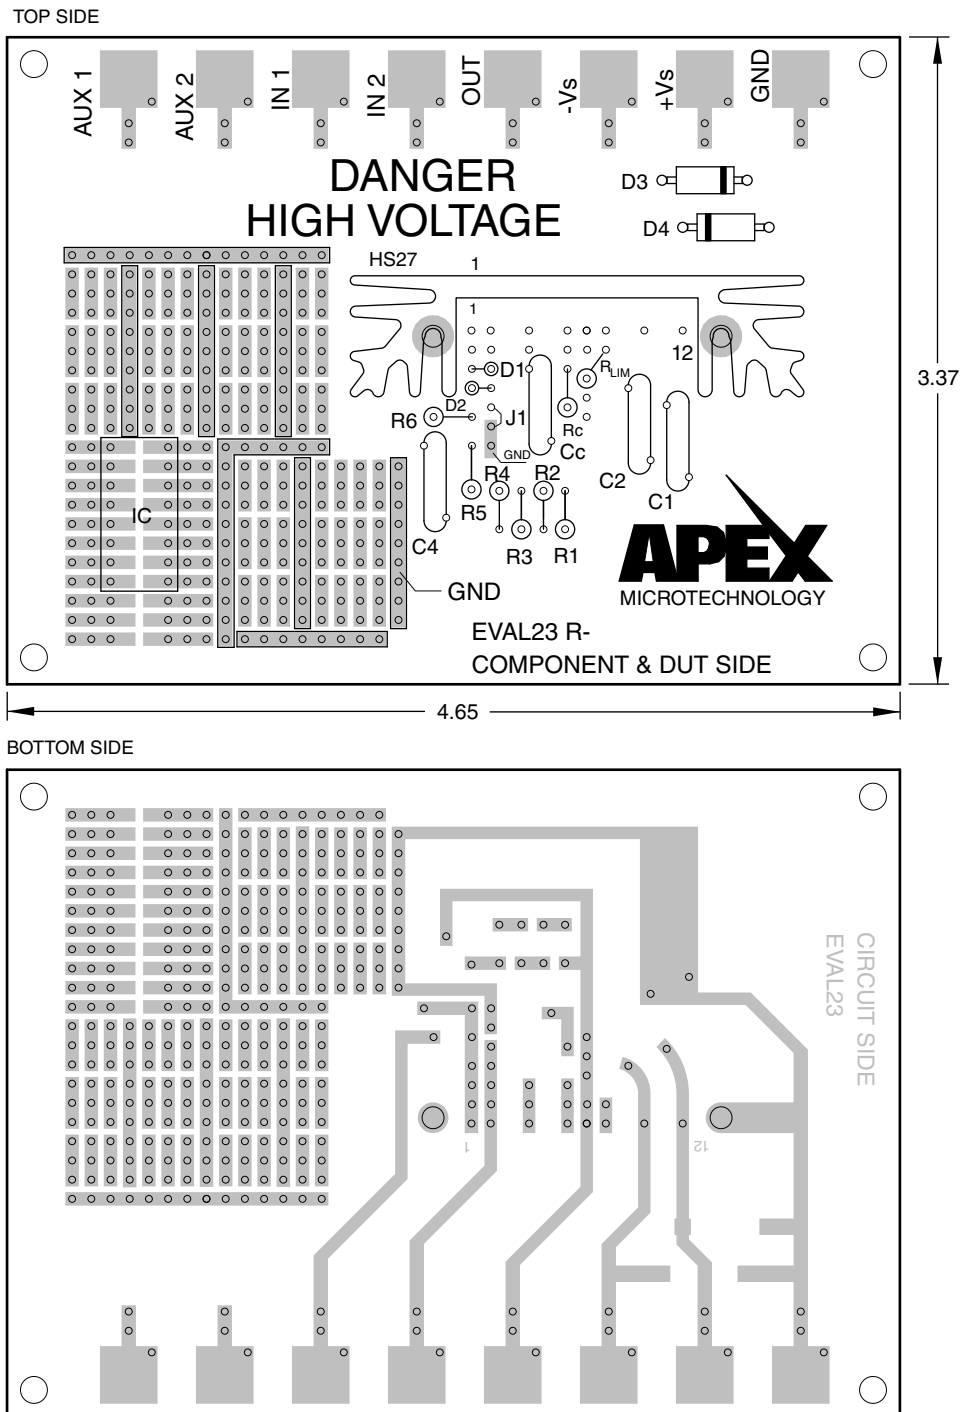 TOP SIDE
AUX 1
AUX 2
IN 1
IN 2
OUT
-Vs
+Vs
GND
DANGER
HIGH VOLTAGE
D3
D4
HS27
1
1
12
3.37
D1
RLIM
D2
J1
R6
Rc
Cc
GND
R4
R2
C2
C1
R5
C4
R3
R1
IC
GND
APEX
MICROTECHNOLOGY
EVAL23 R-
COMPONENT & DUT SIDE
4.65
BOTTOM SIDE
CIRCUIT SIDE
EVAL23
1
12